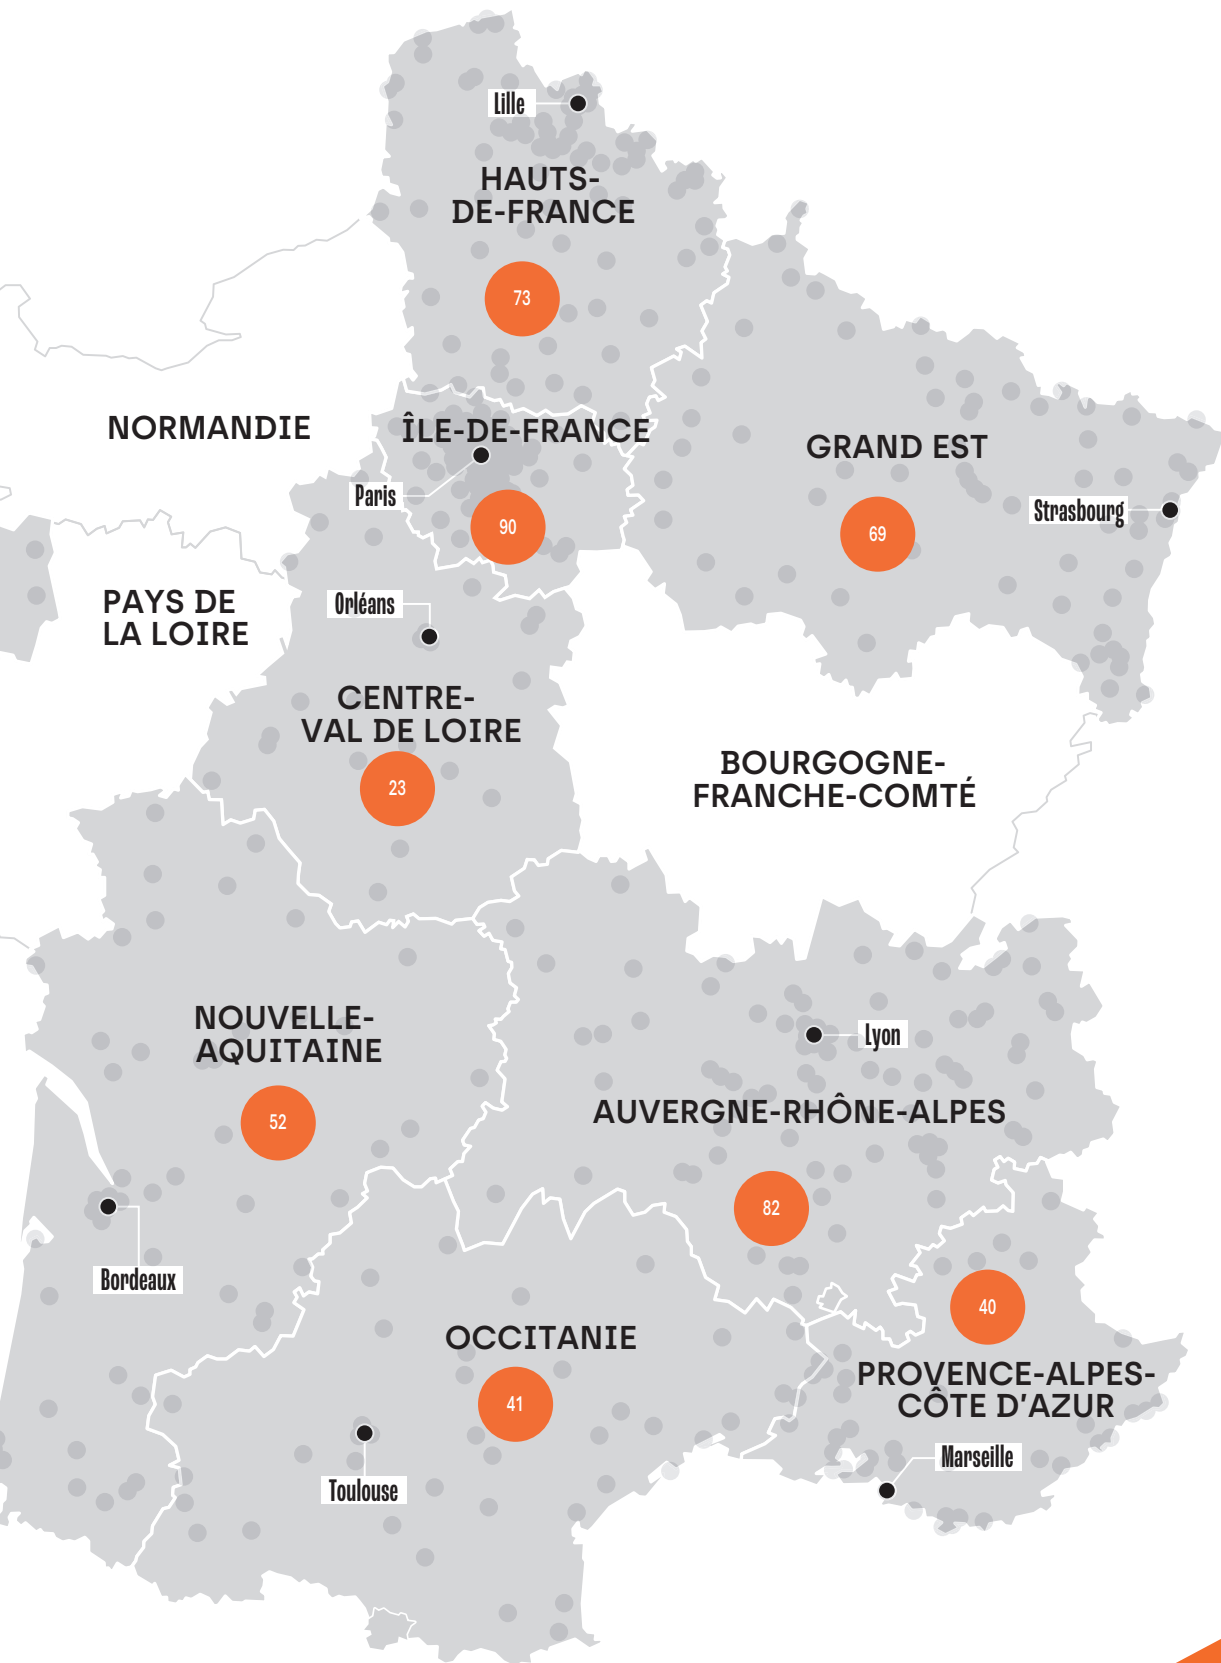 Lille
HAUTS-
DE-FRANCE
73
NORMANDIE
ÎLE-DE-FRANCE
GRAND EST
Paris
90
69
Strasbourg
PAYS DE
LA LOIRE
Orléans
CENTRE-
VAL DE LOIRE
23
BOURGOGNE-
FRANCHE-COMTÉ
NOUVELLE-
AQUITAINE
52
Lyon
AUVERGNE-RHÔNE-ALPES
82
Bordeaux
40
OCCITANIE
41
PROVENCE-ALPES-
CÔTE D'AZUR
Toulouse
Marseille